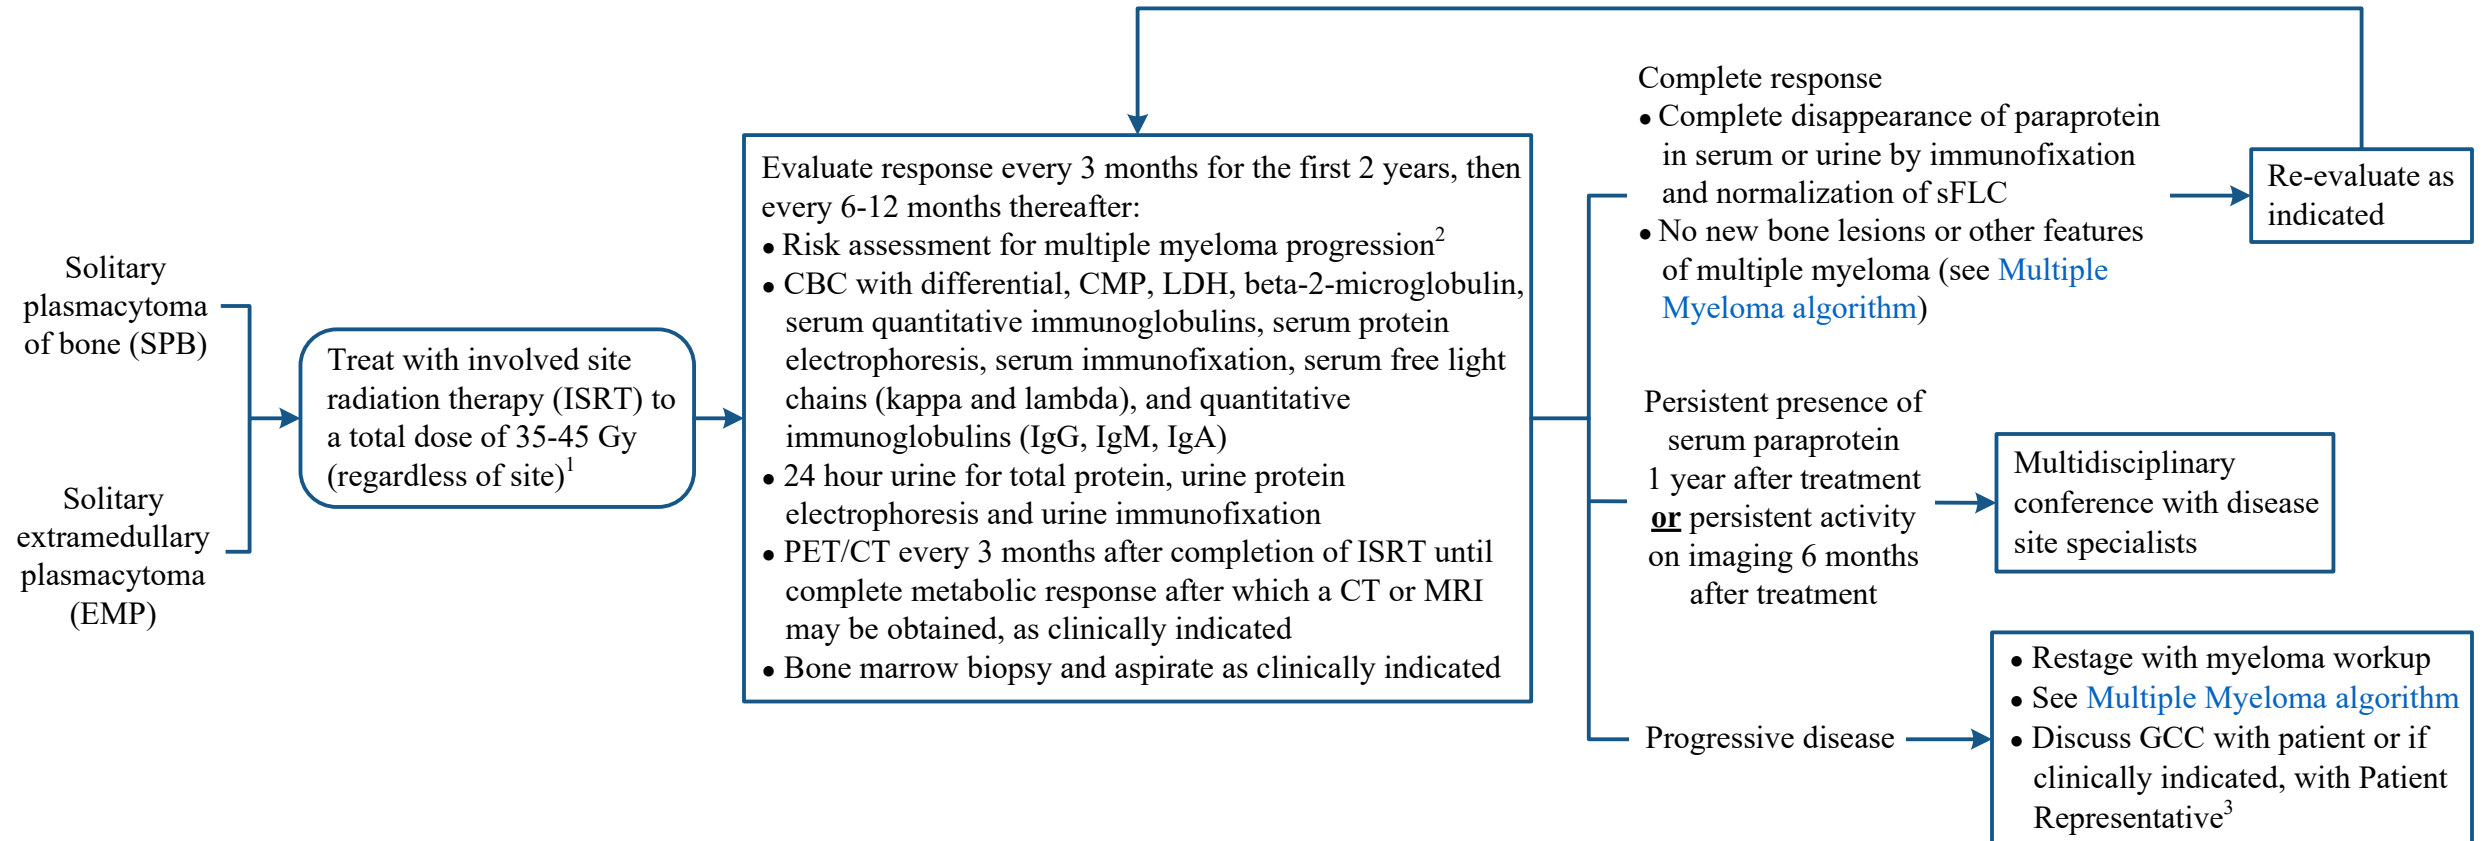 Solitary
plasmacytoma
of bone (SPB)
Solitary
extramedullary
plasmacytoma
(EMP)
Treat with involved site
radiation therapy (ISRT) to
a total dose of 35-45 Gy
(regardless of site)1
Evaluate response every 3 months for the first 2 years, then
every 6-12 months thereafter:
● Risk assessment for multiple myeloma progression2
● CBC with differential, CMP, LDH, beta-2-microglobulin,
serum quantitative immunoglobulins, serum protein
electrophoresis, serum immunofixation, serum free light
chains (kappa and lambda), and quantitative
immunoglobulins (IgG, IgM, IgA)
● 24 hour urine for total protein, urine protein
electrophoresis and urine immunofixation
● PET/CT every 3 months after completion of ISRT until
complete metabolic response after which a CT or MRI
may be obtained, as clinically indicated
● Bone marrow biopsy and aspirate as clinically indicated
Complete response
● Complete disappearance of paraprotein
in serum or urine by immunofixation
and normalization of sFLC
● No new bone lesions or other features
of multiple myeloma (see Multiple
Myeloma algorithm)
Re-evaluate as
indicated
Persistent presence of
serum paraprotein
1 year after treatment
or persistent activity
on imaging 6 months
after treatment
Multidisciplinary
conference with disease
site specialists
Progressive disease
● Restage with myeloma workup
● See Multiple Myeloma algorithm
● Discuss GCC with patient or if
clinically indicated, with Patient
Representative3